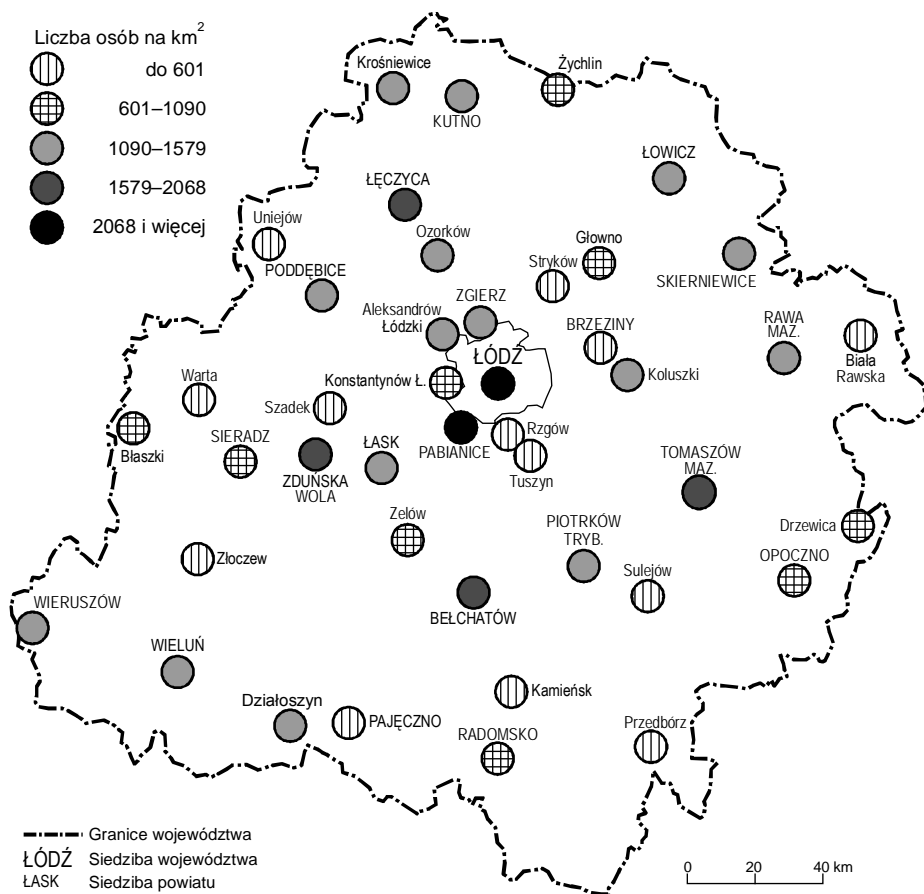 Liczba osób na km²
do 601
601–1090
1090–1579
1579–2068
2068 i więcej
Krośniewice
KUTNO
Żychlin
ŁOWICZ
ŁĘCZYCA
Uniejów
Ozorków
Głowno
Stryków
SKIERNIEWICE
PODDĘBICE
Aleksandrów
Łódzki
ZGIERZ
BRZEZINY
RAWA
MAZ.
Biała
Rawska
ŁÓDŹ
Konstantynów Ł.
Koluszki
Warta
Szadek
Błaszki
SIERADZ
ZDUŃSKA
WOLA
ŁASK
PABIANICE
Rzgów
Tuszyn
TOMASZÓW
MAZ.
Zelów
PIOTRKÓW
TRYB.
Drzewica
OPOCZNO
Złoczew
Sulejów
BEŁCHATÓW
WIERUSZÓW
WIELUŃ
Działoszyn
PAJĘCZNO
Kamieńsk
RADOMSKO
Przedbórz
Granice województwa
ŁÓDŹ Siedziba województwa
ŁASK Siedziba powiatu
0 20 40 km